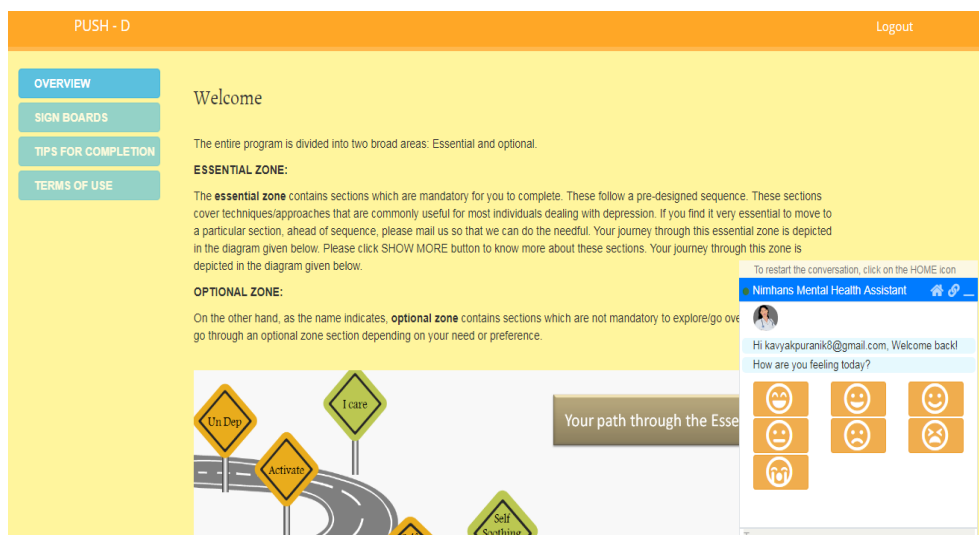 PUSH - D
Logout
OVERVIEW
SIGN BOARDS
TIPS FOR COMPLETION
TERMS OF USE
Welcome
The entire program is divided into two broad areas: Essential and optional.
ESSENTIAL ZONE:
The essential zone contains sections which are mandatory for you to complete. These follow a pre-designed sequence. These sections
cover techniques/approaches that are commonly useful for most individuals dealing with depression. If you find it very essential to move to
a particular section, ahead of sequence, please mail us so that we can do the needful. Your journey through this essential zone is depicted
in the diagram given below. Please click SHOW MORE button to know more about these sections. Your journey through this zone is
depicted in the diagram given below.
OPTIONAL ZONE:
On the other hand, as the name indicates, optional zone contains sections which are not mandatory to explore/go
go through an optional zone section depending on your need or preference.
Un Dep
I care
Activate
Self
Soothing
Your path through the
To restart the conversation, click on the HOME icon
Nimhans Mental Health Assistant
Hi kavyakpuranik8@gmail.com, Welcome back!
How are you feeling today?